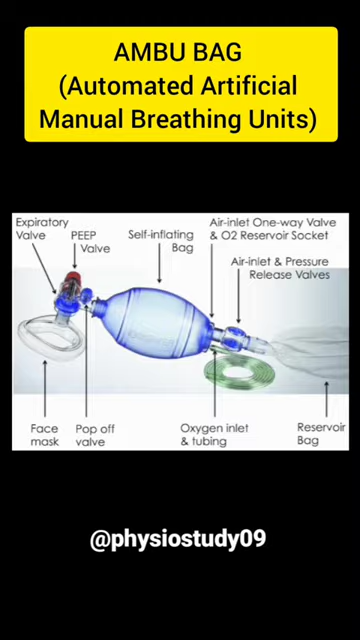 AMBU BAG
(Automated Artificial
Manual Breathing Units)
Expiratory
Valve
PEEP
Valve
Self-inflating
Bag
Air-inlet One-way Valve
& O2 Reservoir Socket
Air-inlet & Pressure
Release Valves
Face
mask
Pop off
valve
Oxygen inlet
& tubing
Reservoir
Bag
@physiostudy09